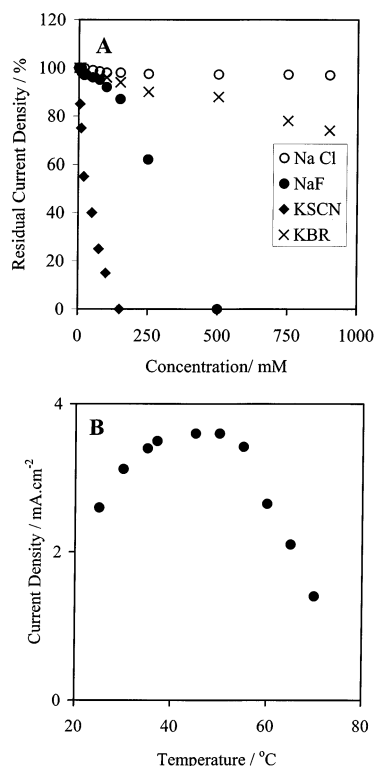 A
Residual Current Density / %
120
100
80
60
40
20
0
Na Cl
NaF
KSCN
KBR
0
250
500
750
1000
Concentration/ mM
B
Current Density / mA.cm-2
4
2
0
20
40
60
80
Temperature / °C